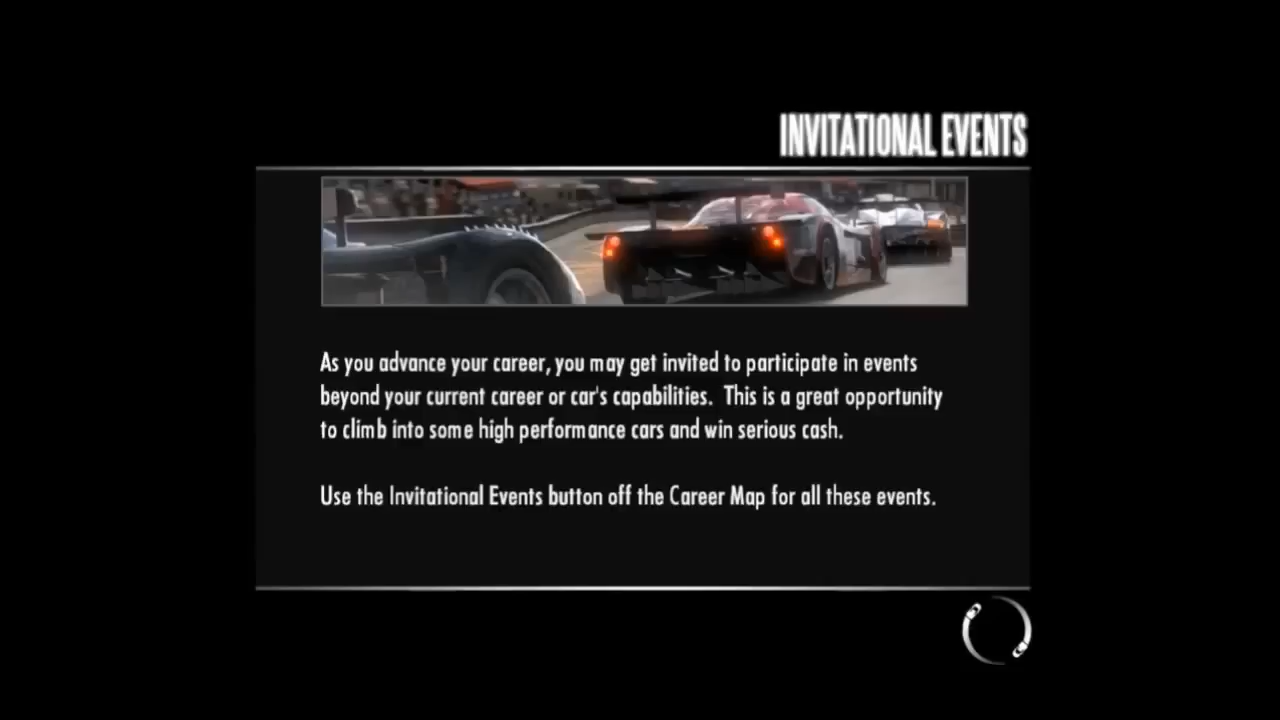 INVITATIONAL EVENTS
As you advance your career, you may get invited to participate in events
beyond your current career or car's capabilities.  This is a great opportunity
to climb into some high performance cars and win serious cash.
Use the Invitational Events button off the Career Map for all these events.